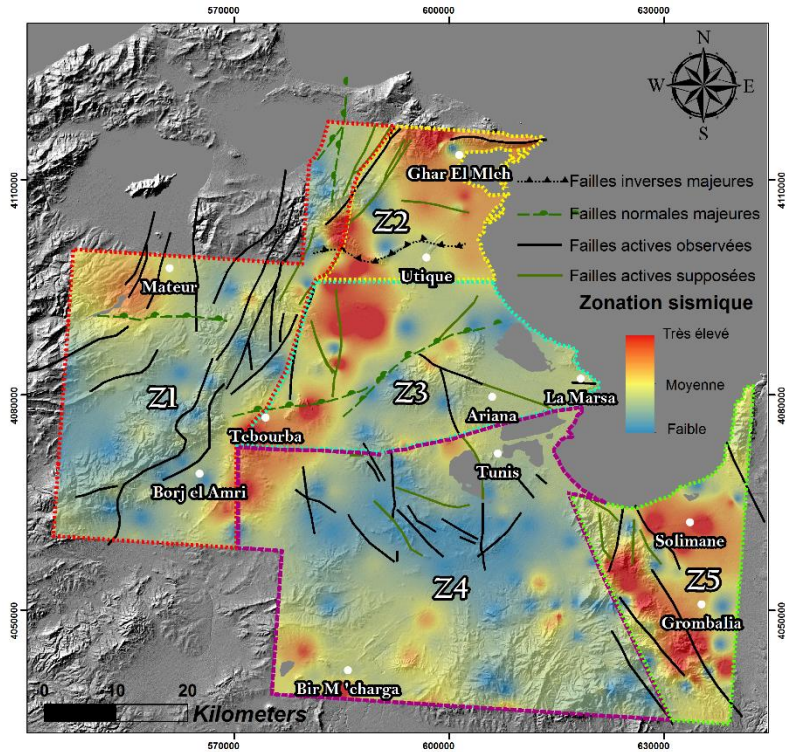 570000 600000 630000
N
W E
S
4110000 4110000
Ghar El Mlch
Failles inverses majeures
Failles normales majeures
Z2
Failles actives observées
Utique
Failles actives supposées
Mateur
Zonation sismique
Très élevé
Moyenne
Faible
4080000 4080000
Z1
Z3
La Marsa
Ariana
Tebourba
Tunis
Borj el Amri
Solimane
Z4
Z5
4050000 4050000
Grombalia
Bir M 'charga
0 10 20
Kilometers
570000 600000 630000